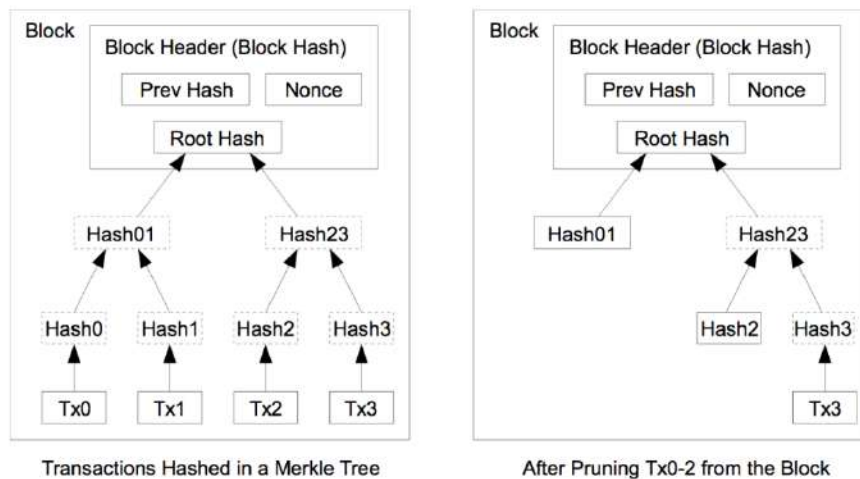 Block
Block Header (Block Hash)
Prev Hash
Nonce
Root Hash
Hash01
Hash23
Hash0
Hash1
Hash2
Hash3
Tx0
Tx1
Tx2
Tx3
Transactions Hashed in a Merkle Tree
Block
Block Header (Block Hash)
Prev Hash
Nonce
Root Hash
Hash01
Hash23
Hash2
Hash3
Tx3
After Pruning Tx0-2 from the Block